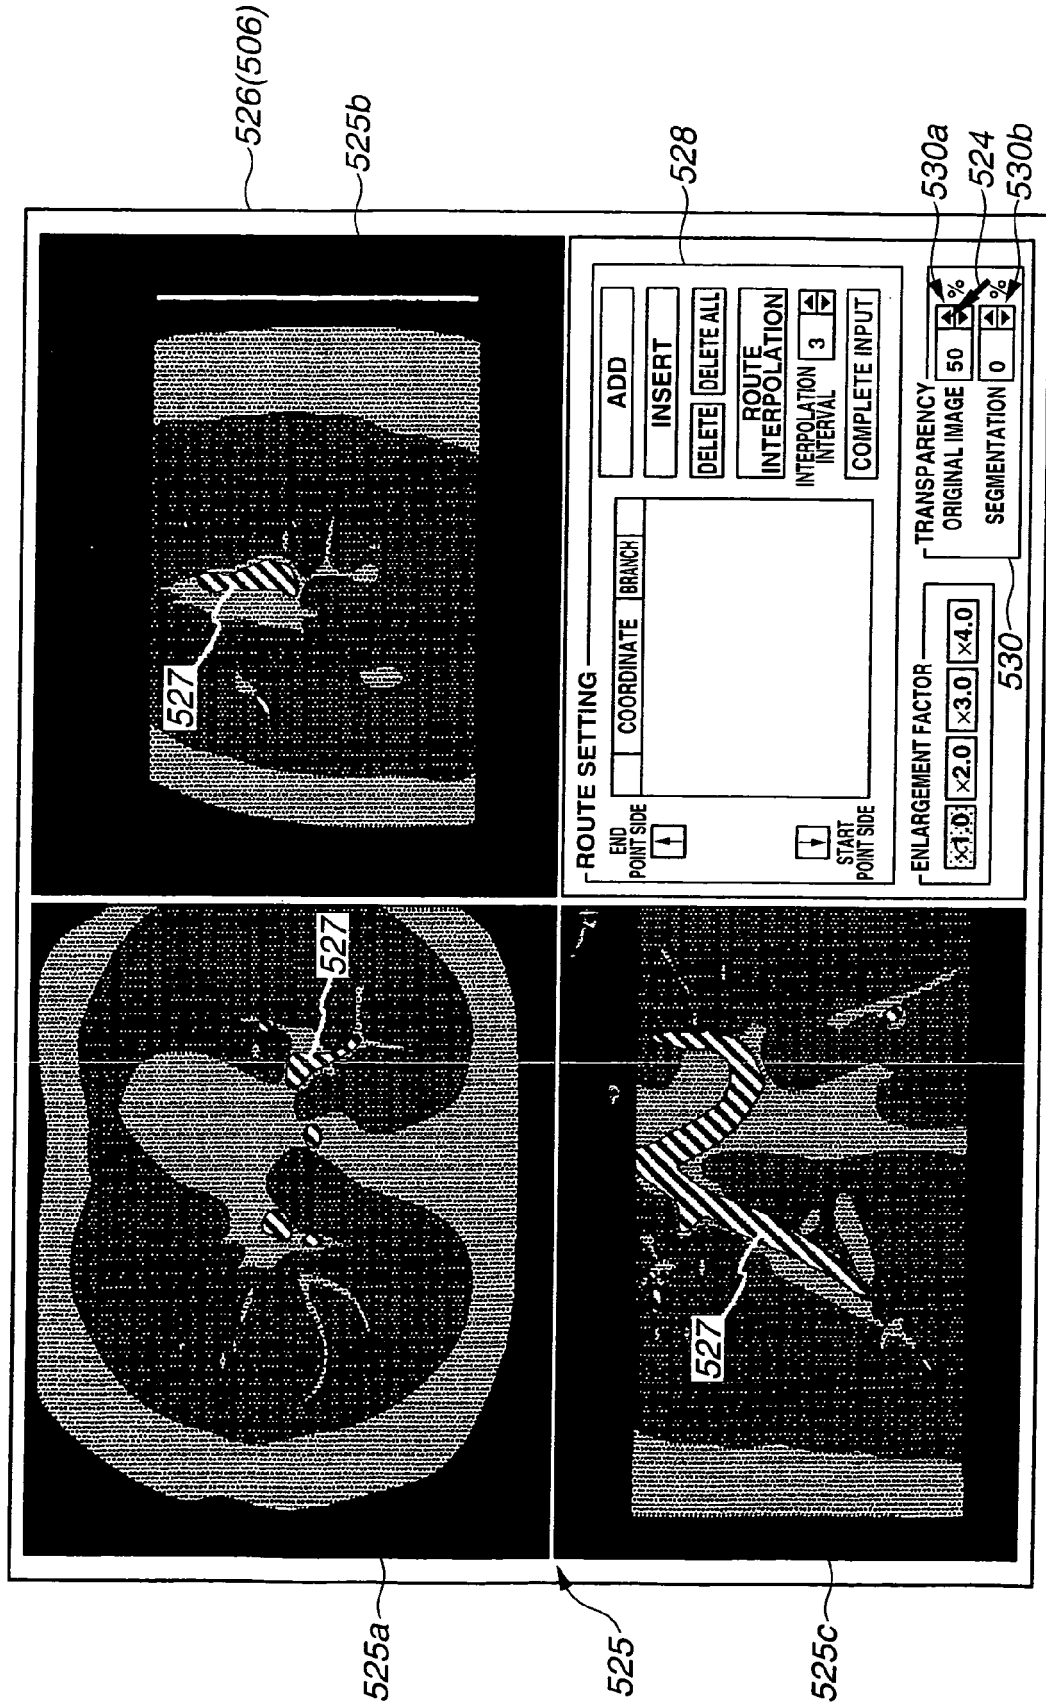 526(506)
525b
525a
527
527
525
528
ROUTE SETTING
END
POINT SIDE
START
POINT SIDE
COORDINATE
BRANCH
ADD
INSERT
DELETE
DELETE ALL
ROUTE
INTERPOLATION
INTERPOLATION
INTERVAL
3
COMPLETE INPUT
ENLARGEMENT FACTOR
×1.0
×2.0
×3.0
×4.0
530
TRANSPARENCY
ORIGINAL IMAGE
50
%
SEGMENTATION
0
%
530a
524
530b
527
525c